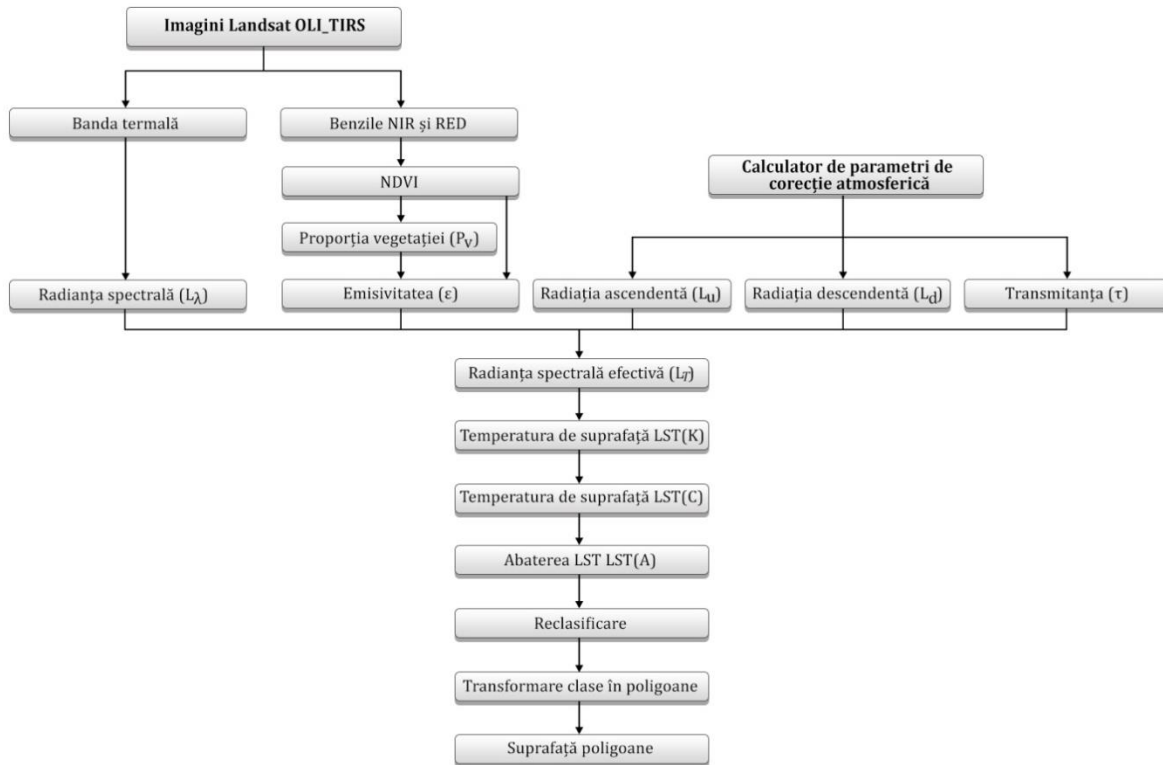 Imagini Landsat OLI_TIRS
Banda termală
Benzile NIR și RED
NDVI
Calculator de parametri de
corecție atmosferică
Proporția vegetației (Pv)
Radianța spectrală (Lλ)
Emisivitatea (ε)
Radiația ascendentă (Lu)
Radiația descendentă (Ld)
Transmitanța (τ)
Radianța spectrală efectivă (LT)
Temperatura de suprafață LST(K)
Temperatura de suprafață LST(C)
Abaterea LST LST(A)
Reclasificare
Transformare clase în poligoane
Suprafață poligoane